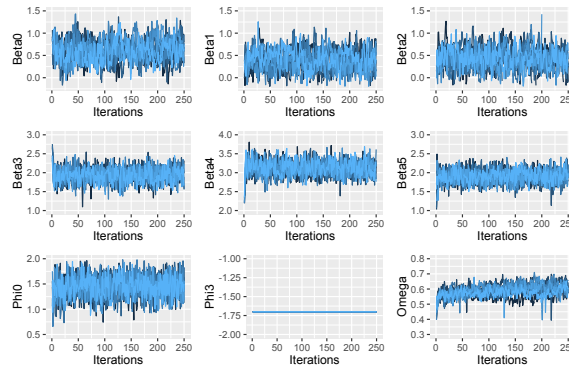 Beta0
1.5
1.0
0.5
0.0
0 50 100 150 200 250
Iterations
Beta1
1.5
1.0
0.5
0.0
0 50 100 150 200 250
Iterations
Beta2
1.5
1.0
0.5
0.0
0 50 100 150 200 250
Iterations
Beta3
3.0
2.5
2.0
1.5
1.0
0 50 100 150 200 250
Iterations
Beta4
4.0
3.5
3.0
2.5
2.0
0 50 100 150 200 250
Iterations
Beta5
3.0
2.5
2.0
1.5
1.0
0 50 100 150 200 250
Iterations
Phi0
2.0
1.5
1.0
0.5
0 50 100 150 200 250
Iterations
Phi3
-1.00
-1.25
-1.50
-1.75
-2.00
0 50 100 150 200 250
Iterations
Omega
0.8
0.7
0.6
0.5
0.4
0.3
0 50 100 150 200 250
Iterations